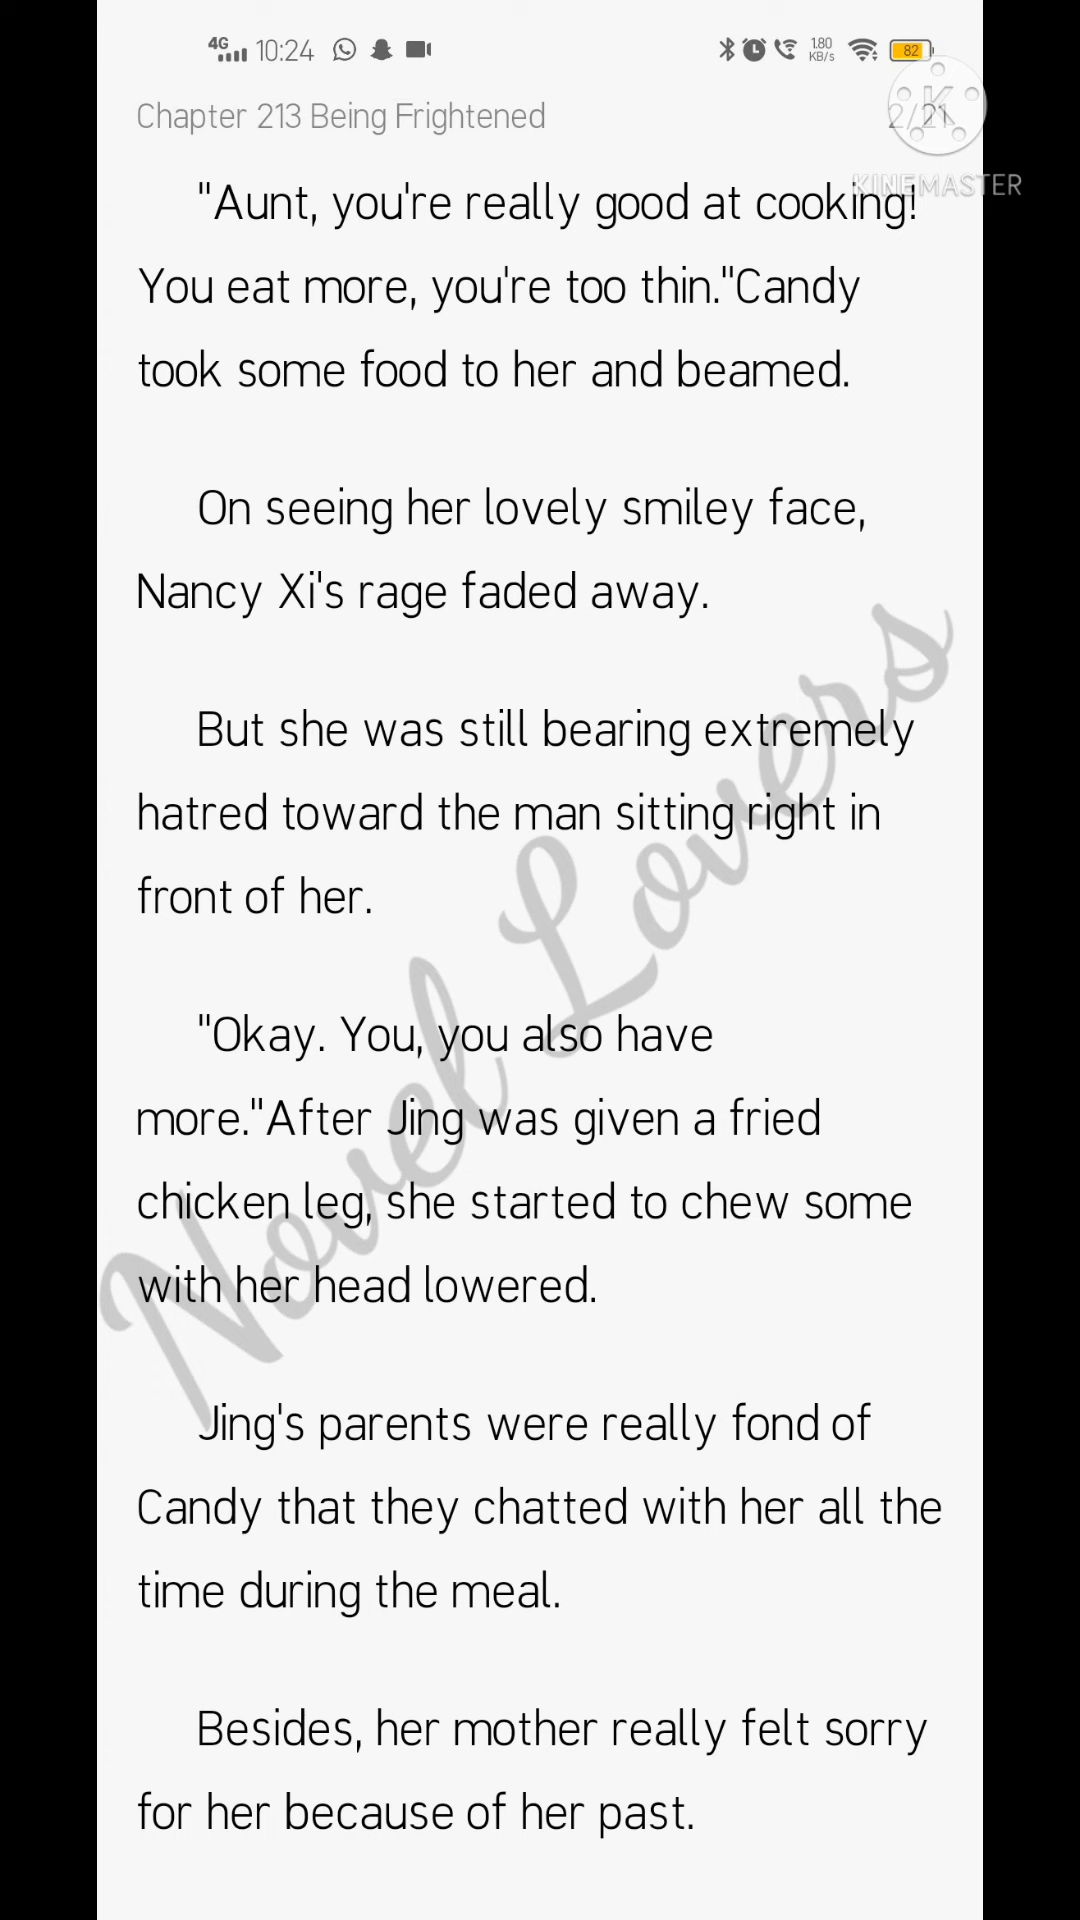 4G 10:24 1.80 KB/s 82
Chapter 213 Being Frightened 2/21
KINEMASTER
"Aunt, you're really good at cooking!
You eat more, you're too thin."Candy
took some food to her and beamed.
On seeing her lovely smiley face,
Nancy Xi's rage faded away.
But she was still bearing extremely
hatred toward the man sitting right in
front of her.
"Okay. You, you also have
more."After Jing was given a fried
chicken leg, she started to chew some
with her head lowered.
Jing's parents were really fond of
Candy that they chatted with her all the
time during the meal.
Besides, her mother really felt sorry
for her because of her past.
Novel Lovers